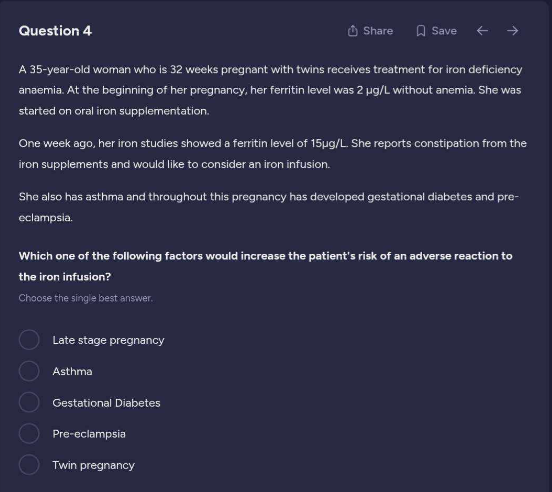 Question 4
Share
Save
A 35-year-old woman who is 32 weeks pregnant with twins receives treatment for iron deficiency
anaemia. At the beginning of her pregnancy, her ferritin level was 2 µg/L without anemia. She was
started on oral iron supplementation.
One week ago, her iron studies showed a ferritin level of 15µg/L. She reports constipation from the
iron supplements and would like to consider an iron infusion.
She also has asthma and throughout this pregnancy has developed gestational diabetes and pre-
eclampsia.
Which one of the following factors would increase the patient's risk of an adverse reaction to
the iron infusion?
Choose the single best answer.
Late stage pregnancy
Asthma
Gestational Diabetes
Pre-eclampsia
Twin pregnancy